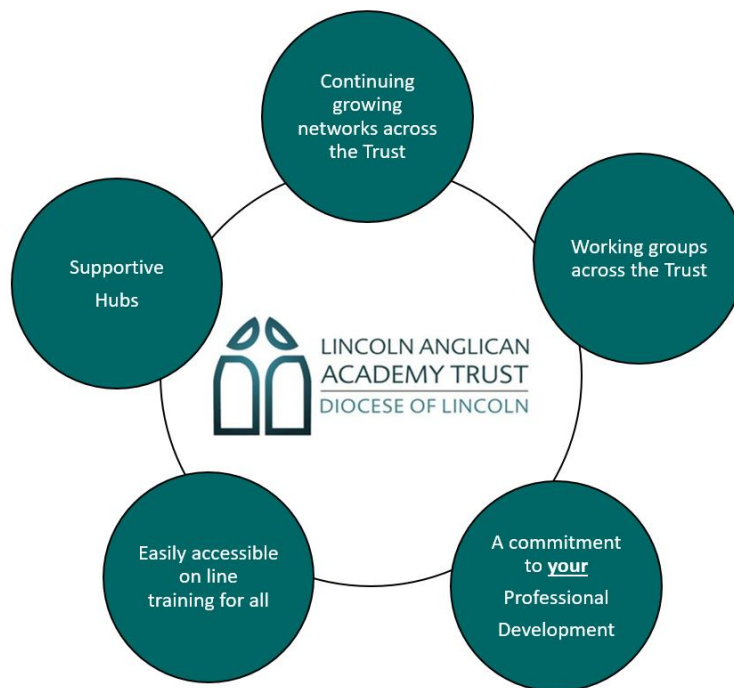 Continuing
growing
networks across
the Trust
Working groups
across the Trust
Supportive
Hubs
LINCOLN ANGLICAN
ACADEMY TRUST
DIOCESE OF LINCOLN
Easily accessible
on line
training for all
A commitment
to your
Professional
Development